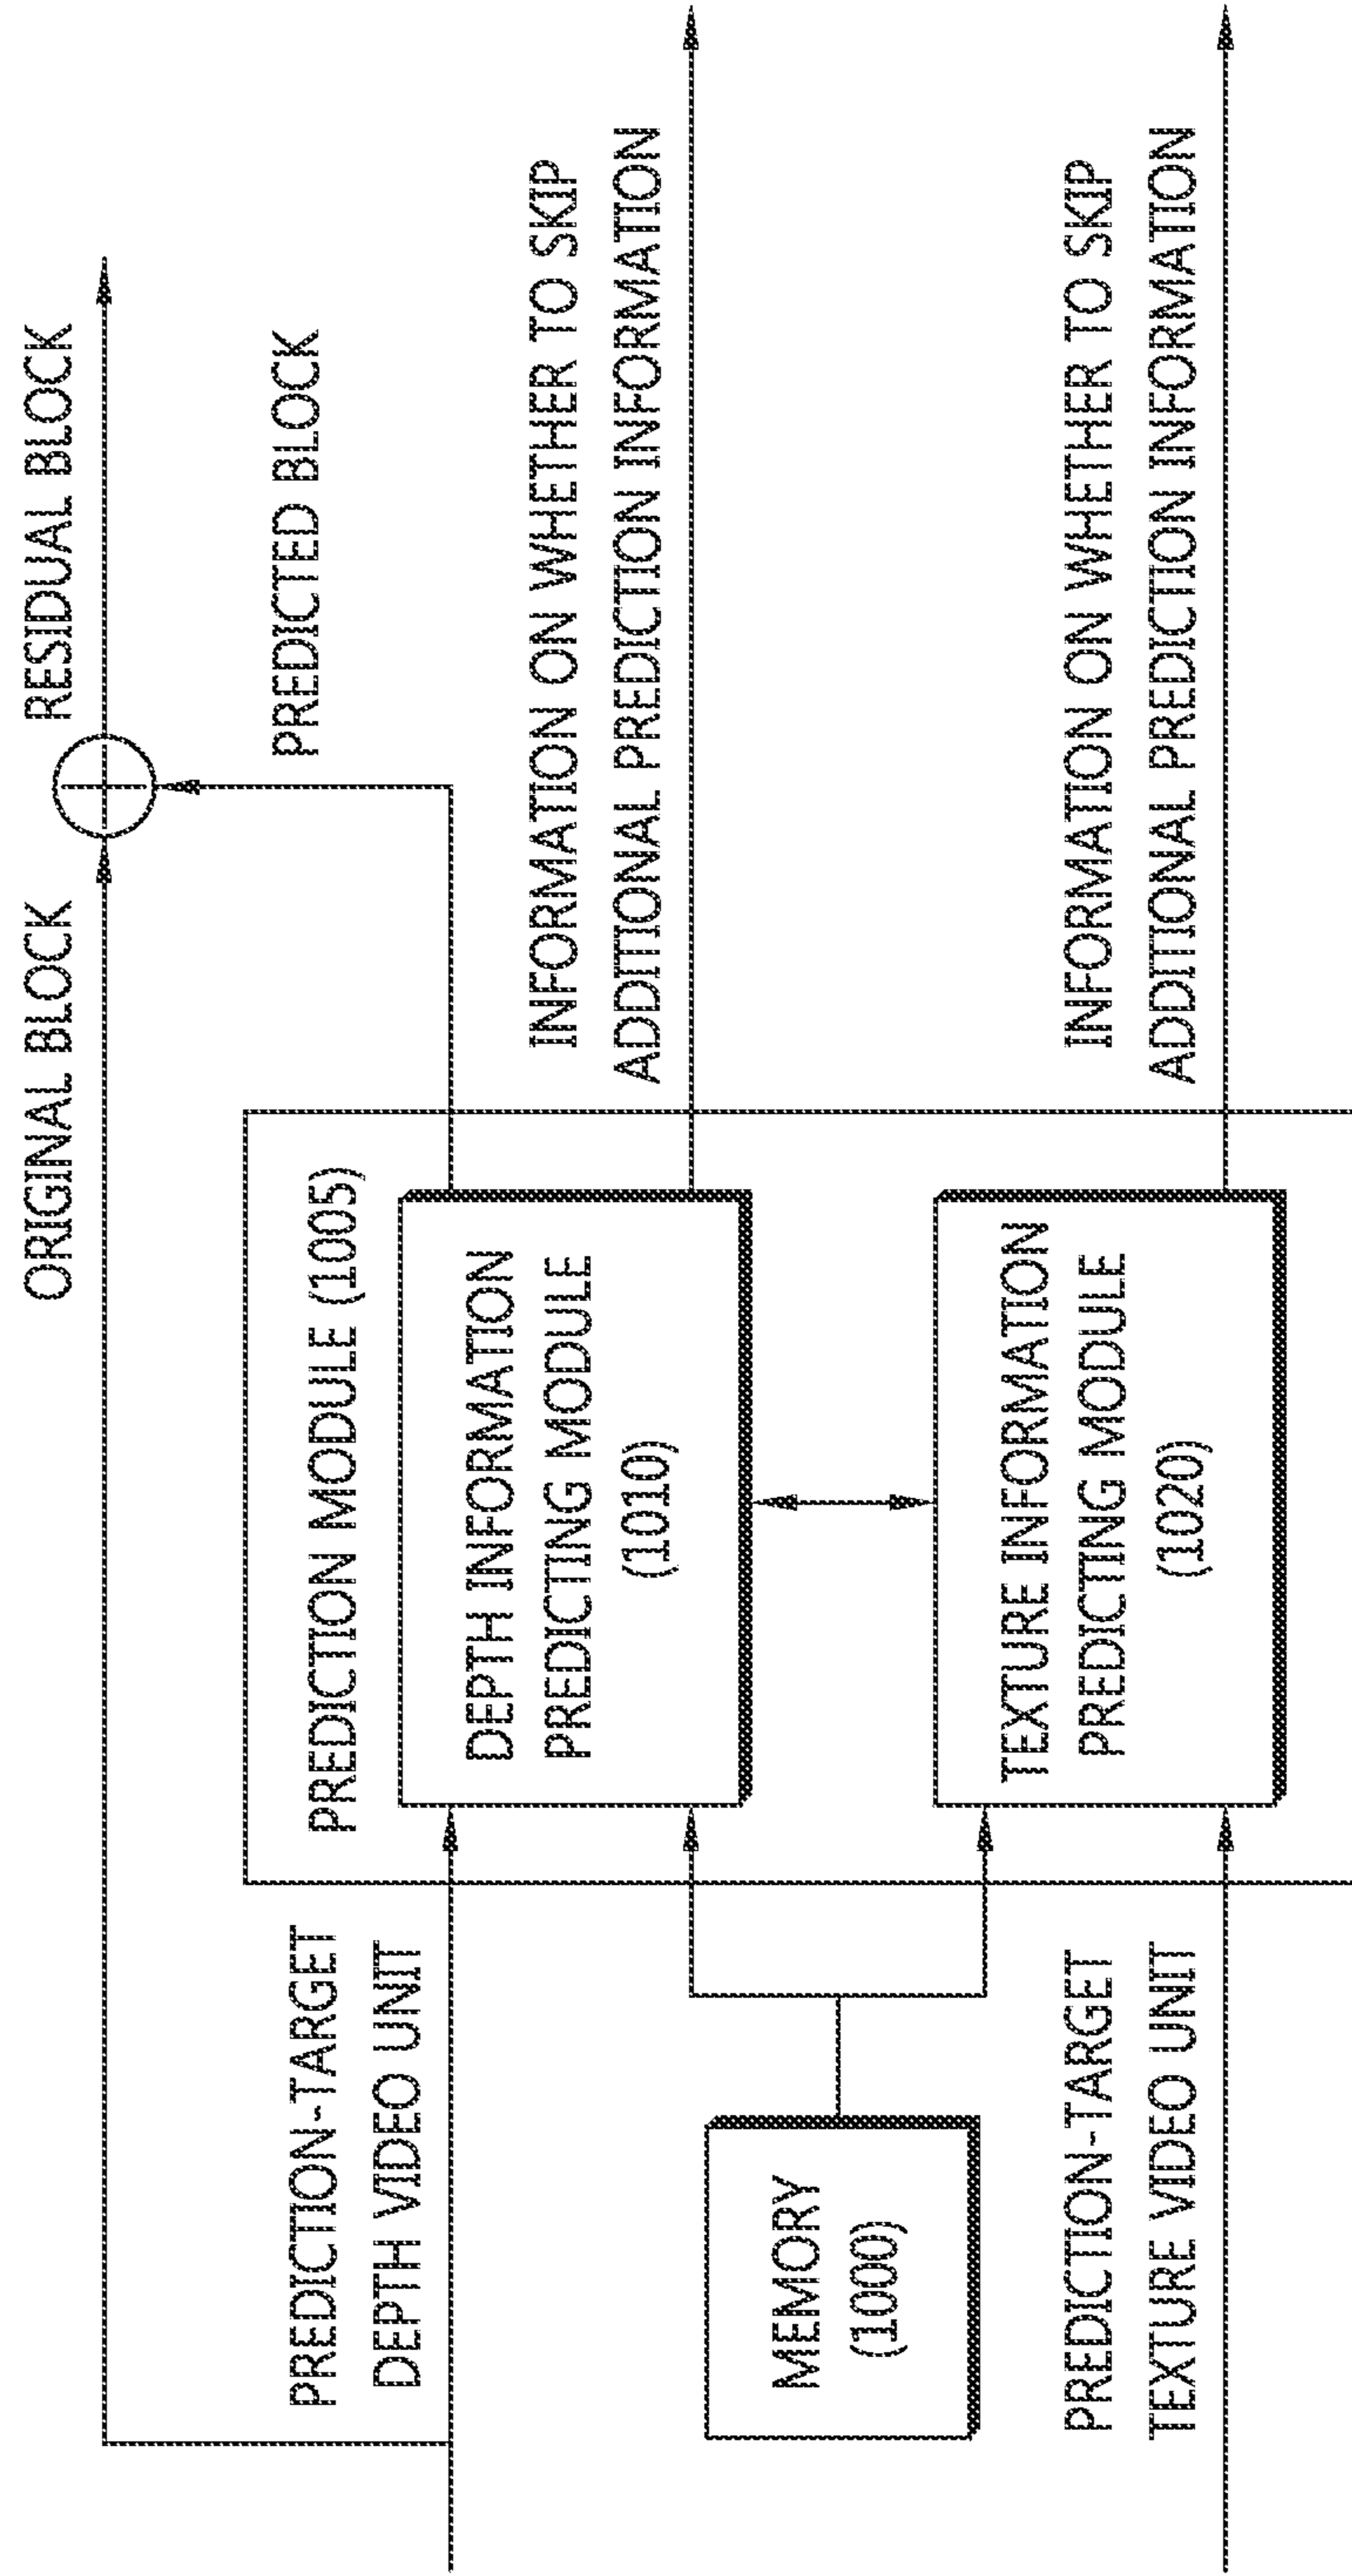 ORIGINAL BLOCK
RESIDUAL BLOCK
PREDICTED BLOCK
PREDICTION-TARGET
DEPTH VIDEO UNIT
PREDICTION MODULE (1005)
DEPTH INFORMATION
PREDICTING MODULE
(1010)
INFORMATION ON WHETHER TO SKIP
ADDITIONAL PREDICTION INFORMATION
MEMORY
(1000)
PREDICTION-TARGET
TEXTURE VIDEO UNIT
TEXTURE INFORMATION
PREDICTING MODULE
(1020)
INFORMATION ON WHETHER TO SKIP
ADDITIONAL PREDICTION INFORMATION